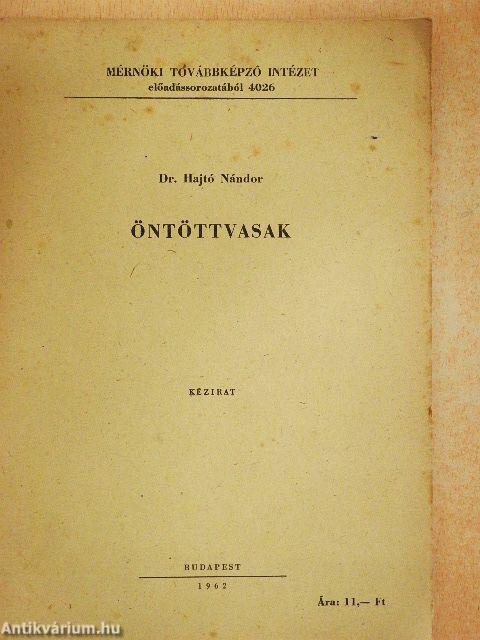 MÉRNÖKI TOVÁBBKÉPZŐ INTÉZET
előadássorozatából 4026
Dr. Hajtó Nándor
ÖNTÖTTVASAK
KÉZIRAT
BUDAPEST
1962
Ára: 11,— Ft
Antikvárium.hu